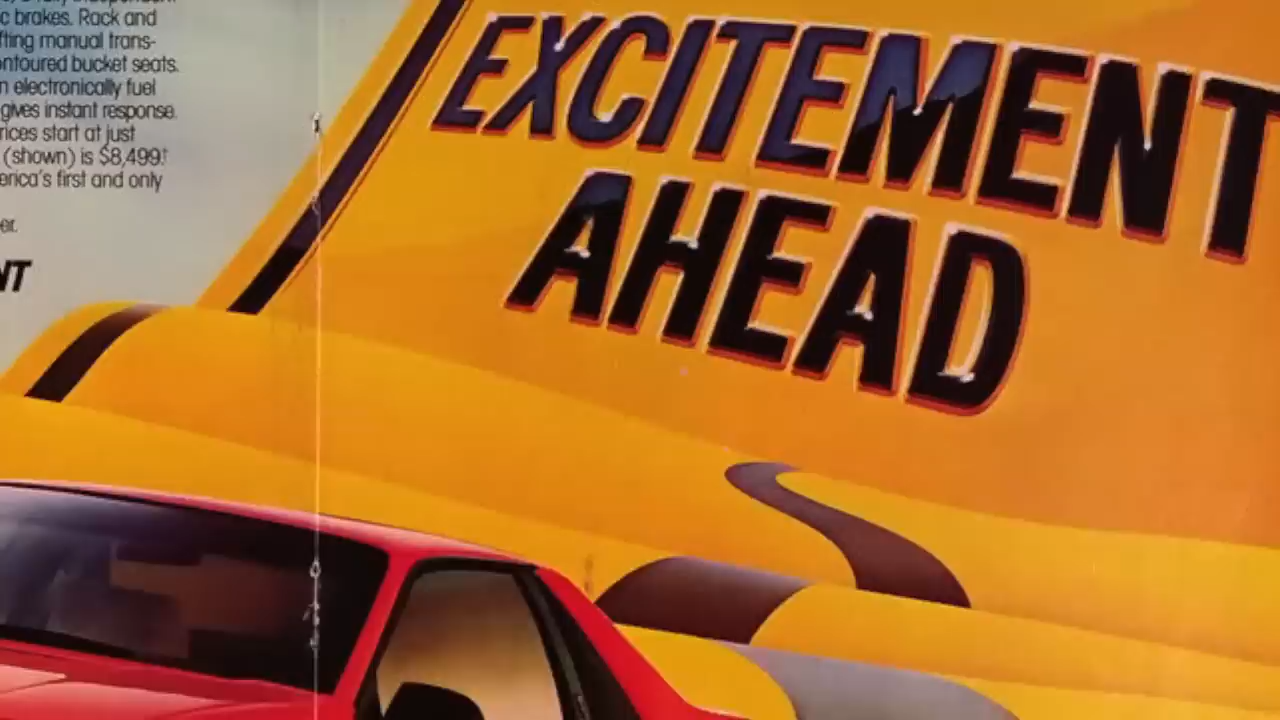 c brakes. Rack and
fting manual trans-
ontoured bucket seats.
n electronically fuel
gives instant response.
rices start at just
(shown) is $8,499.†
erica's first and only
er.
NT
EXCITEMENT
AHEAD